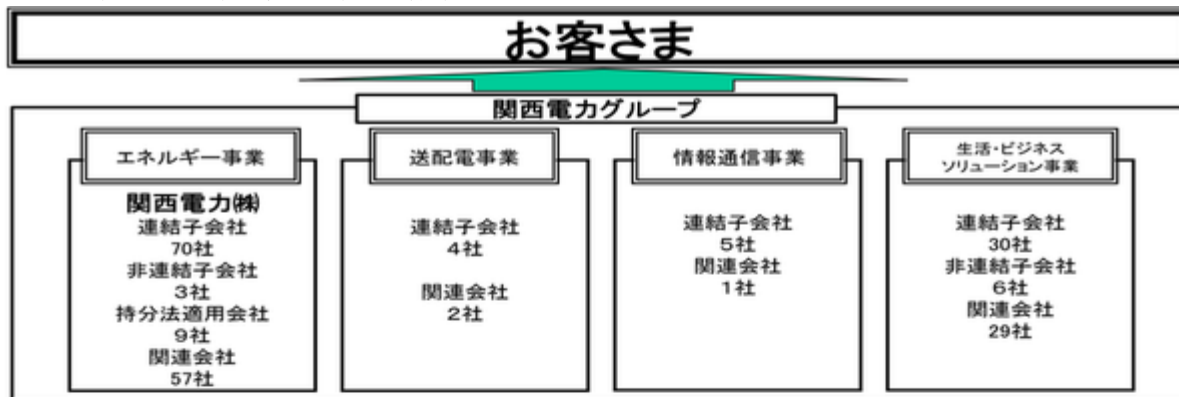 お客さま
関西電力グループ
エネルギー事業
関西電力㈱
連結子会社
70社
非連結子会社
3社
持分法適用会社
9社
関連会社
57社
送配電事業
連結子会社
4社
関連会社
2社
情報通信事業
連結子会社
5社
関連会社
1社
生活・ビジネス
ソリューション事業
連結子会社
30社
非連結子会社
6社
関連会社
29社